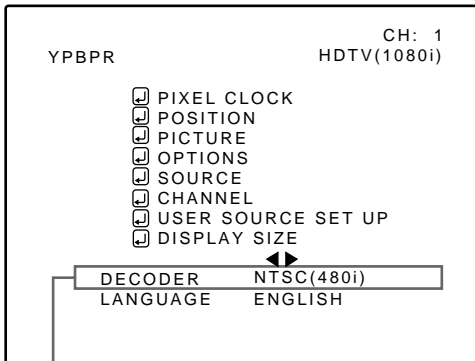 CH: 1
YPBPR HDTV(1080i)
PIXEL CLOCK
POSITION
PICTURE
OPTIONS
SOURCE
CHANNEL
USER SOURCE SET UP
DISPLAY SIZE
DECODER NTSC(480i)
LANGUAGE ENGLISH